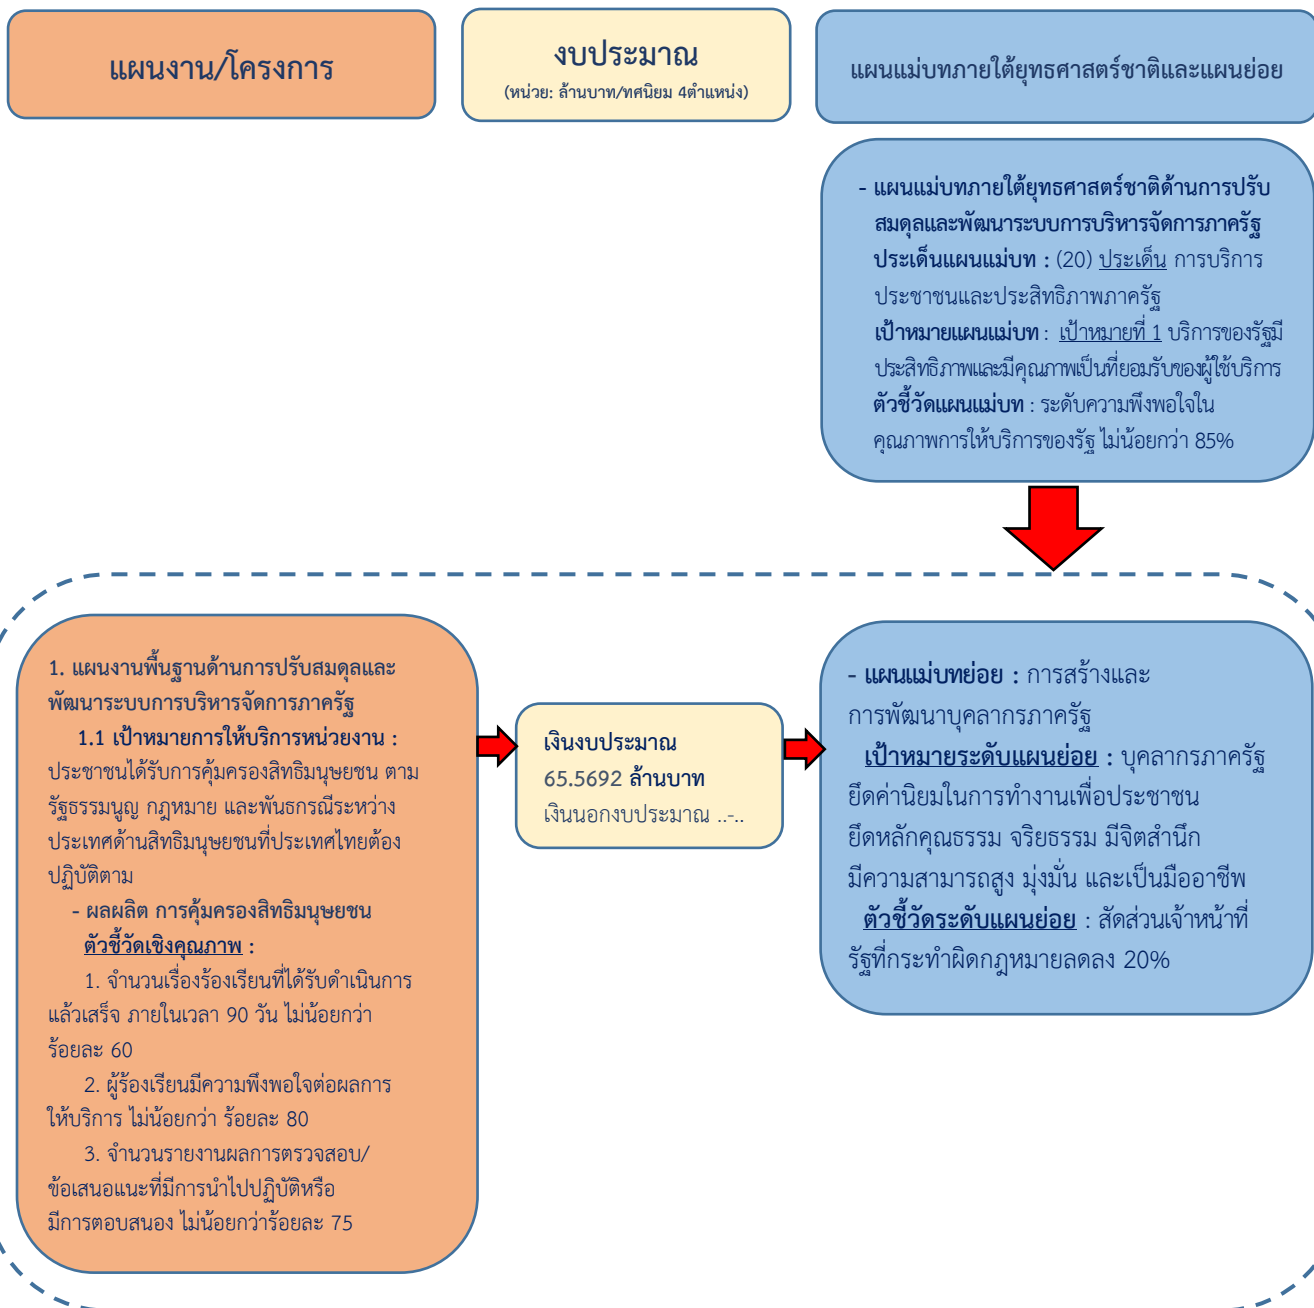 แผนงาน/โครงการ
งบประมาณ
(หน่วย: ล้านบาท/ทศนิยม 4ตำแหน่ง)
แผนแม่บทภายใต้ยุทธศาสตร์ชาติและแผนย่อย
- แผนแม่บทภายใต้ยุทธศาสตร์ชาติด้านการปรับ
สมดุลและพัฒนาระบบการบริหารจัดการภาครัฐ
ประเด็นแผนแม่บท : (20) ประเด็น การบริการ
ประชาชนและประสิทธิภาพภาครัฐ
เป้าหมายแผนแม่บท : เป้าหมายที่ 1 บริการของรัฐมี
ประสิทธิภาพและมีคุณภาพเป็นที่ยอมรับของผู้ใช้บริการ
ตัวชี้วัดแผนแม่บท : ระดับความพึงพอใจใน
คุณภาพการให้บริการของรัฐ ไม่น้อยกว่า 85%
1. แผนงานพื้นฐานด้านการปรับสมดุลและ
พัฒนาระบบการบริหารจัดการภาครัฐ
1.1 เป้าหมายการให้บริการหน่วยงาน :
ประชาชนได้รับการคุ้มครองสิทธิมนุษยชน ตาม
รัฐธรรมนูญ กฎหมาย และพันธกรณีระหว่าง
ประเทศด้านสิทธิมนุษยชนที่ประเทศไทยต้อง
ปฏิบัติตาม
- ผลผลิต การคุ้มครองสิทธิมนุษยชน
ตัวชี้วัดเชิงคุณภาพ :
1. จำนวนเรื่องร้องเรียนที่ได้รับดำเนินการ
แล้วเสร็จ ภายในเวลา 90 วัน ไม่น้อยกว่า
ร้อยละ 60
2. ผู้ร้องเรียนมีความพึงพอใจต่อผลการ
ให้บริการ ไม่น้อยกว่า ร้อยละ 80
3. จำนวนรายงานผลการตรวจสอบ/
ข้อเสนอแนะที่มีการนำไปปฏิบัติหรือ
มีการตอบสนอง ไม่น้อยกว่าร้อยละ 75
เงินงบประมาณ
65.5692 ล้านบาท
เงินนอกงบประมาณ ..-..
- แผนแม่บทย่อย : การสร้างและ
การพัฒนาบุคลากรภาครัฐ
เป้าหมายระดับแผนย่อย : บุคลากรภาครัฐ
ยึดค่านิยมในการทำงานเพื่อประชาชน
ยึดหลักคุณธรรม จริยธรรม มีจิตสำนึก
มีความสามารถสูง มุ่งมั่น และเป็นมืออาชีพ
ตัวชี้วัดระดับแผนย่อย : สัดส่วนเจ้าหน้าที่
รัฐที่กระทำผิดกฎหมายลดลง 20%